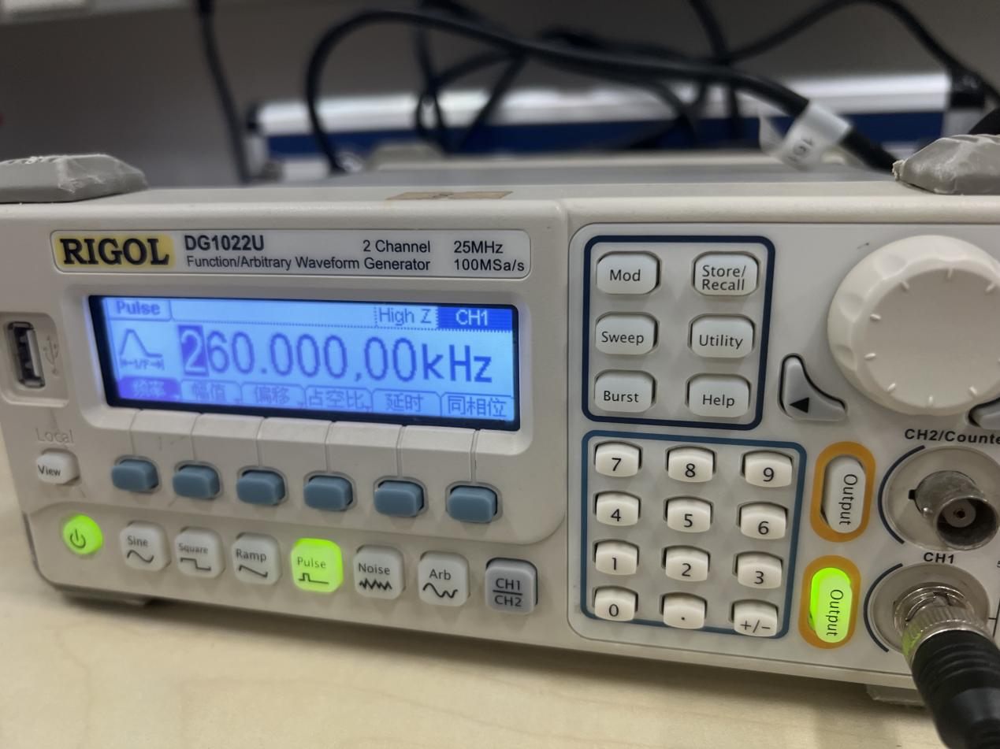 RIGOL
DG1022U
2 Channel
25MHz
Function/Arbitrary Waveform Generator
100MSa/s
Pulse
High Z
CH1
260.000,00kHz
频率
幅值
偏移
占空比
延时
同相位
Local
View
Sine
Square
Ramp
Pulse
Noise
Arb
CH1
CH2
Mod
Store/
Recall
Sweep
Utility
Burst
Help
7
8
9
4
5
6
1
2
3
0
.
+/-
Output
Output
CH2/Counte
CH1